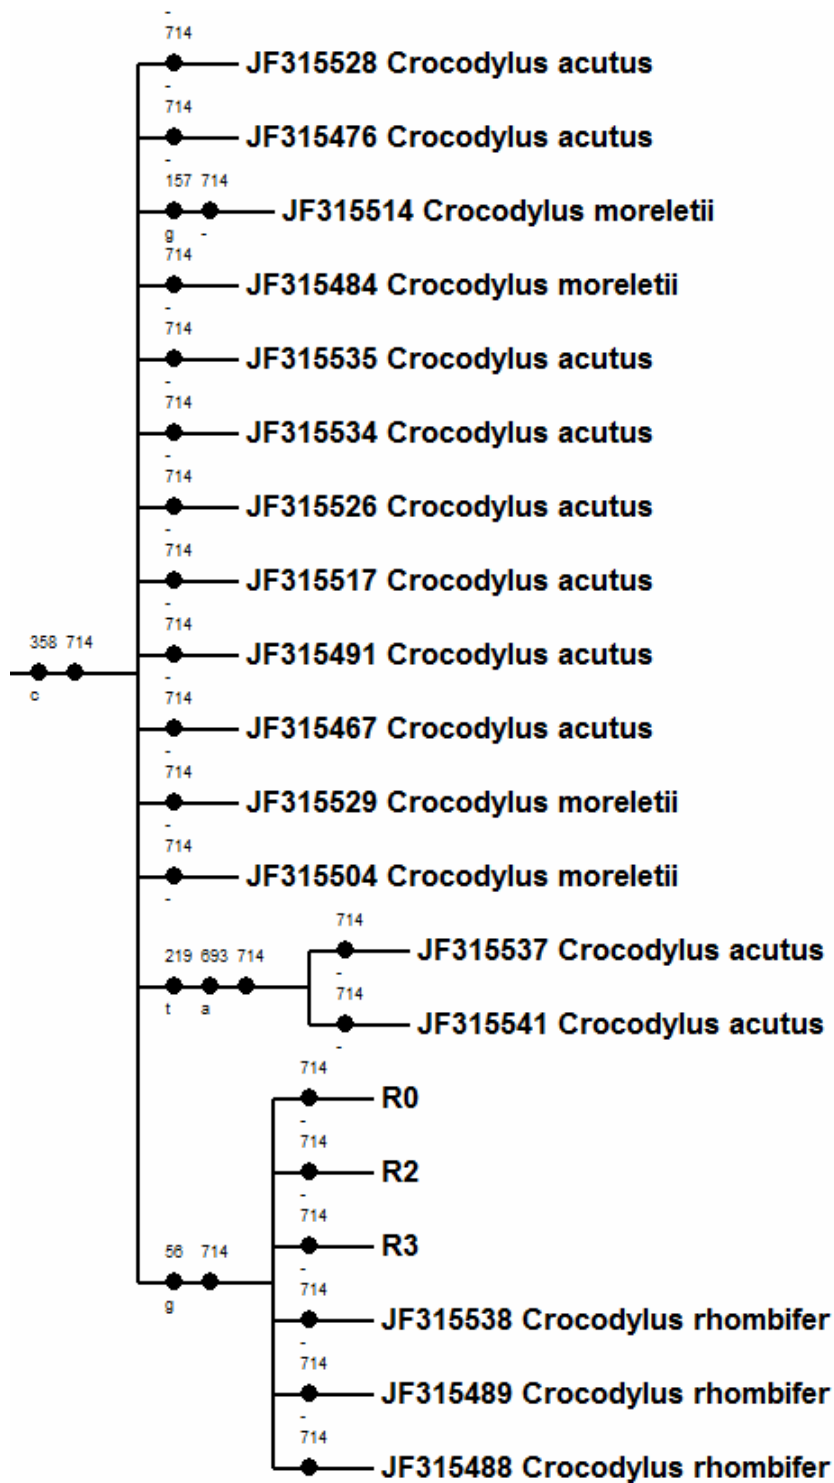 -
714
JF315528 Crocodylus acutus
-
714
JF315476 Crocodylus acutus
-
157 714
JF315514 Crocodylus moreletii
g -
714
JF315484 Crocodylus moreletii
-
714
JF315535 Crocodylus acutus
-
714
JF315534 Crocodylus acutus
-
714
JF315526 Crocodylus acutus
-
714
JF315517 Crocodylus acutus
-
714
JF315491 Crocodylus acutus
358 714
c
-
714
JF315467 Crocodylus acutus
-
714
JF315529 Crocodylus moreletii
-
714
JF315504 Crocodylus moreletii
-
714
JF315537 Crocodylus acutus
219 693 714
t a
-
714
JF315541 Crocodylus acutus
-
714
R0
-
714
R2
-
714
R3
56 714
g
-
714
JF315538 Crocodylus rhombifer
-
714
JF315489 Crocodylus rhombifer
-
714
JF315488 Crocodylus rhombifer